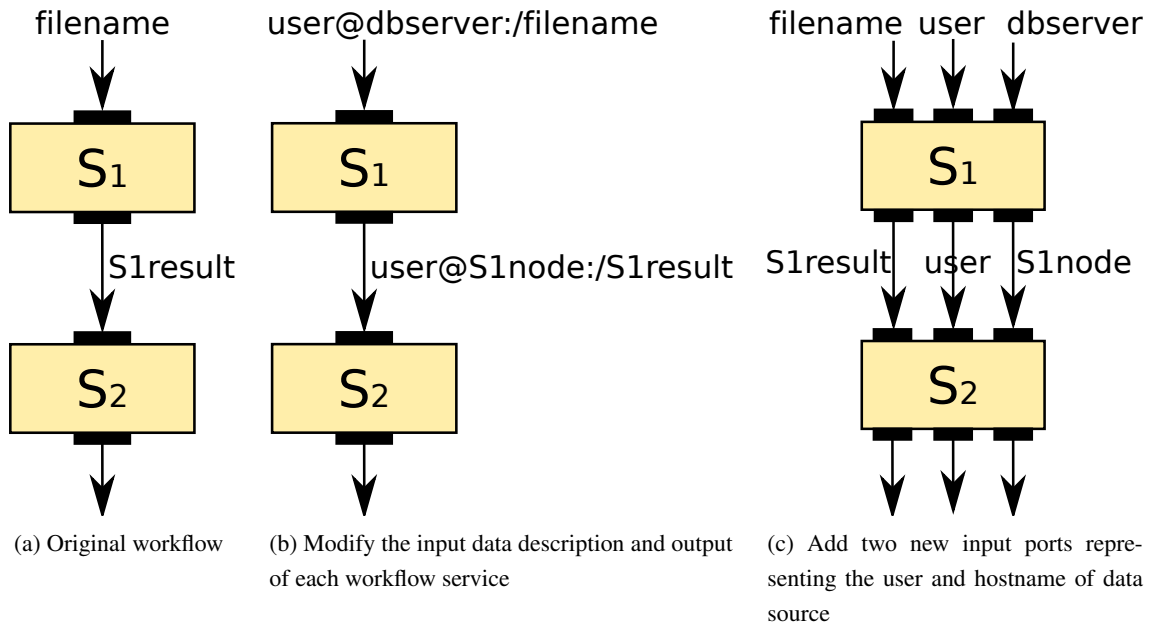 filename
S1
S1result
S2
(a) Original workflow
user@dbserver:/filename
S1
user@S1node:/S1result
S2
(b) Modify the input data description and output
of each workflow service
filename user dbserver
S1
S1result user S1node
S2
(c) Add two new input ports repre-
senting the user and hostname of data
source